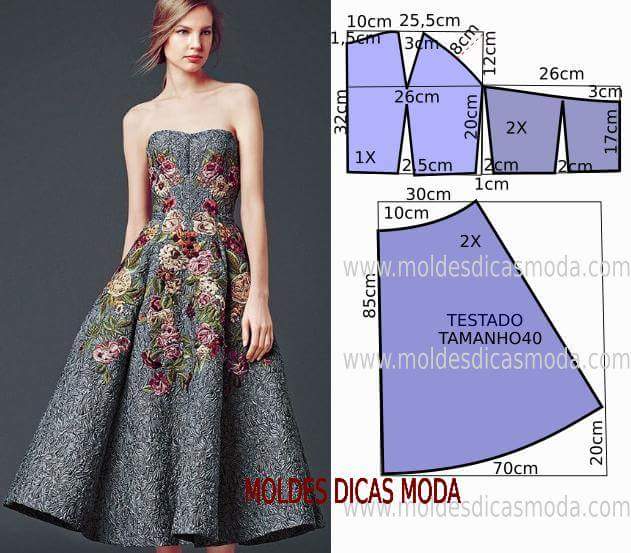 10cm 25,5cm
1,5cm 3cm 8cm 12cm
26cm
26cm 3cm
32cm 20cm 2X 17cm
1X 2,5cm 2cm 2cm
1cm
30cm
10cm
2X
www.moldesdicasmoda.com
85cm
TESTADO
TAMANHO40
www.moldesdicasmoda.com
20cm
70cm
MOLDES DICAS MODA
www.moldesdicasmoda.com